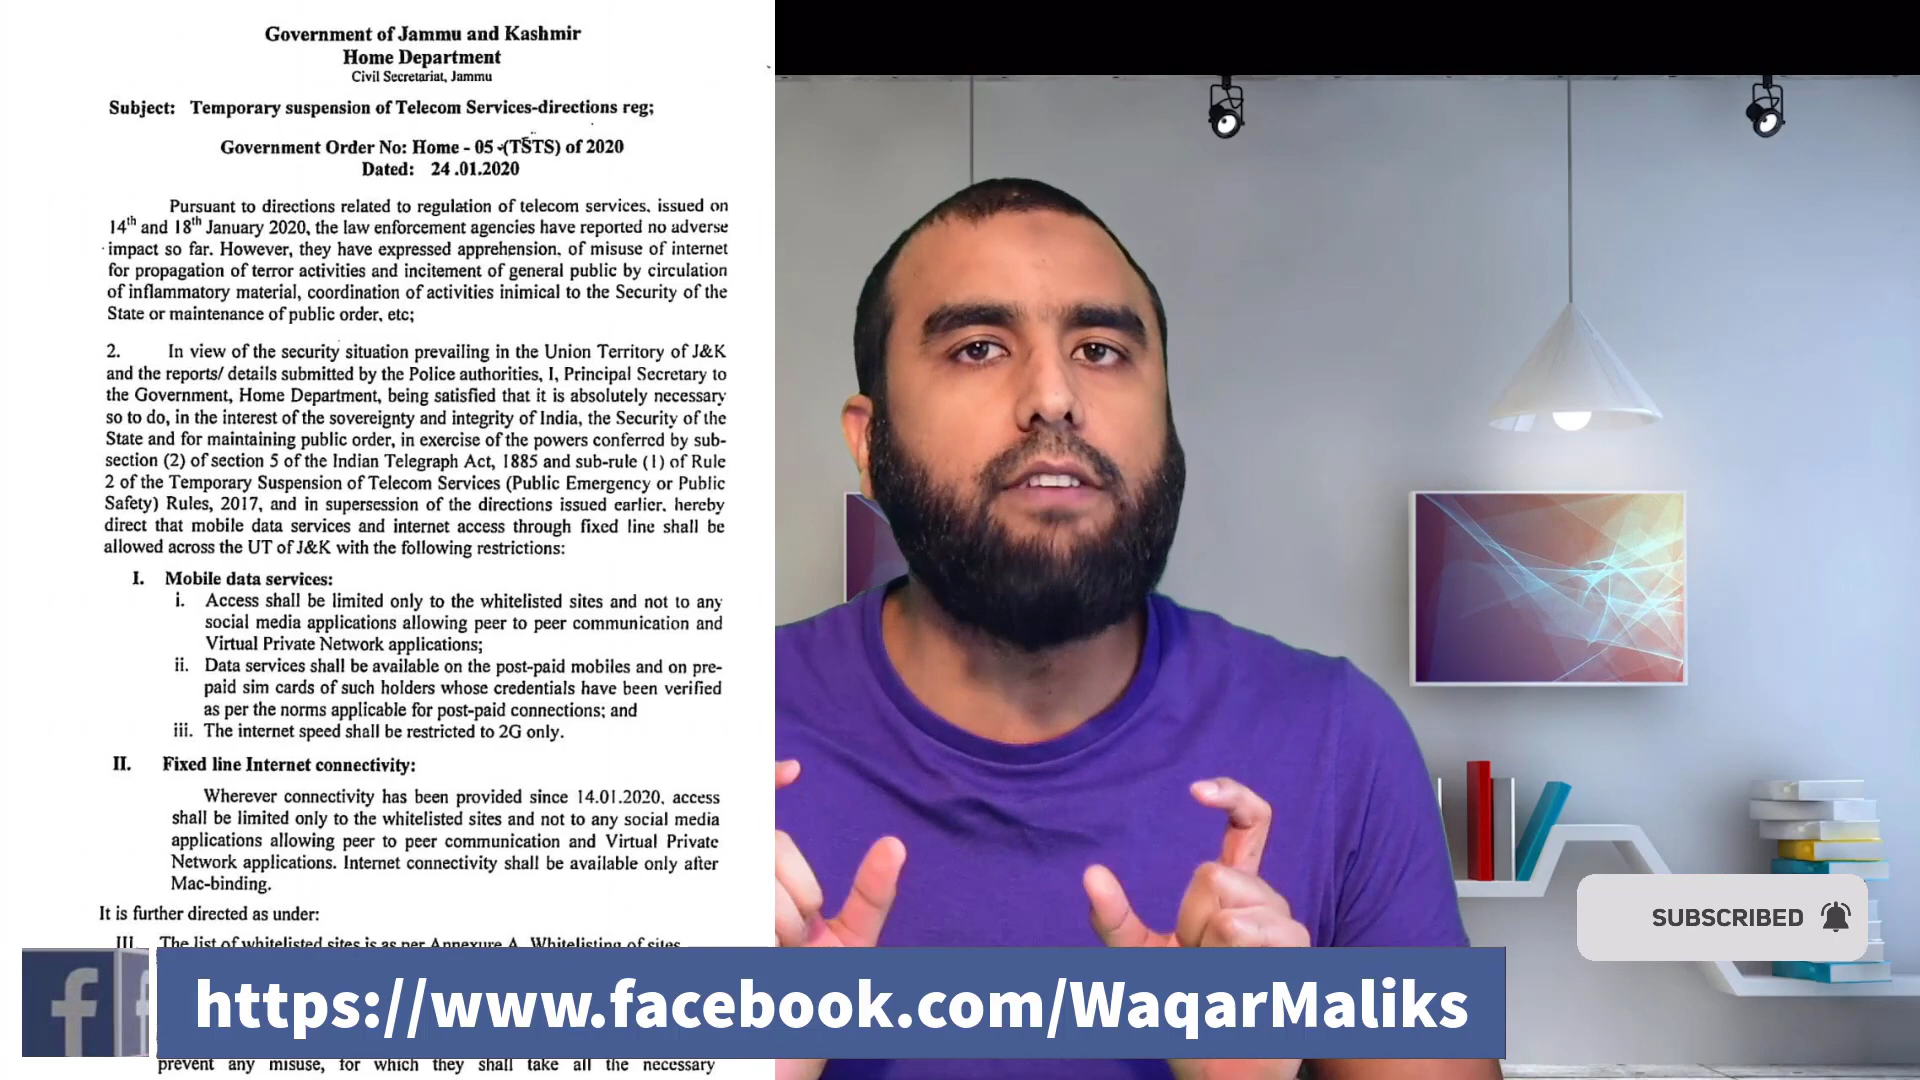 Government of Jammu and Kashmir
Home Department
Civil Secretariat, Jammu
Subject: Temporary suspension of Telecom Services-directions reg;
Government Order No: Home - 05 -(TSTS) of 2020
Dated: 24 .01.2020
Pursuant to directions related to regulation of telecom services, issued on
14th and 18th January 2020, the law enforcement agencies have reported no adverse
impact so far. However, they have expressed apprehension, of misuse of internet
for propagation of terror activities and incitement of general public by circulation
of inflammatory material, coordination of activities inimical to the Security of the
State or maintenance of public order, etc;
2. In view of the security situation prevailing in the Union Territory of J&K
and the reports/ details submitted by the Police authorities, I, Principal Secretary to
the Government, Home Department, being satisfied that it is absolutely necessary
so to do, in the interest of the sovereignty and integrity of India, the Security of the
State and for maintaining public order, in exercise of the powers conferred by sub-
section (2) of section 5 of the Indian Telegraph Act, 1885 and sub-rule (1) of Rule
2 of the Temporary Suspension of Telecom Services (Public Emergency or Public
Safety) Rules, 2017, and in supersession of the directions issued earlier, hereby
direct that mobile data services and internet access through fixed line shall be
allowed across the UT of J&K with the following restrictions:
I. Mobile data services:
i. Access shall be limited only to the whitelisted sites and not to any
social media applications allowing peer to peer communication and
Virtual Private Network applications;
ii. Data services shall be available on the post-paid mobiles and on pre-
paid sim cards of such holders whose credentials have been verified
as per the norms applicable for post-paid connections; and
iii. The internet speed shall be restricted to 2G only.
II. Fixed line Internet connectivity:
Wherever connectivity has been provided since 14.01.2020, access
shall be limited only to the whitelisted sites and not to any social media
applications allowing peer to peer communication and Virtual Private
Network applications. Internet connectivity shall be available only after
Mac-binding.
It is further directed as under:
III. The list of whitelisted sites is as per Annexure A. Whitelisting of sites
prevent any misuse, for which they shall take all the necessary
https://www.facebook.com/WaqarMaliks
SUBSCRIBED